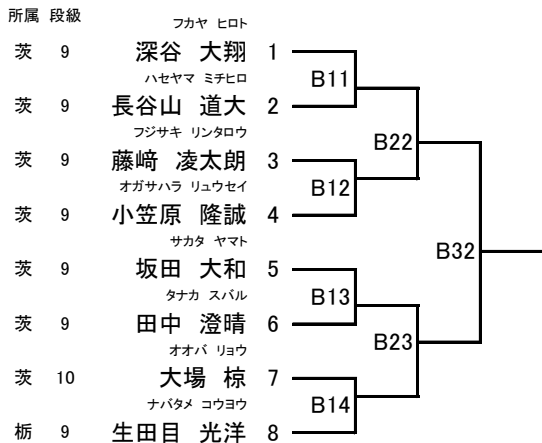 所属 段級
フカヤ ヒロト
茨 9 深谷 大翔 1
B11
ハセヤマ ミチヒロ
茨 9 長谷山 道大 2
B22
フジサキ リンタロウ
茨 9 藤﨑 凌太朗 3
B12
オガサハラ リュウセイ
茨 9 小笠原 隆誠 4
B32
サカタ ヤマト
茨 9 坂田 大和 5
B13
タナカ スバル
茨 9 田中 澄晴 6
B23
オオバ リョウ
茨 10 大場 椋 7
B14
ナバタメ コウヨウ
栃 9 生田目 光洋 8